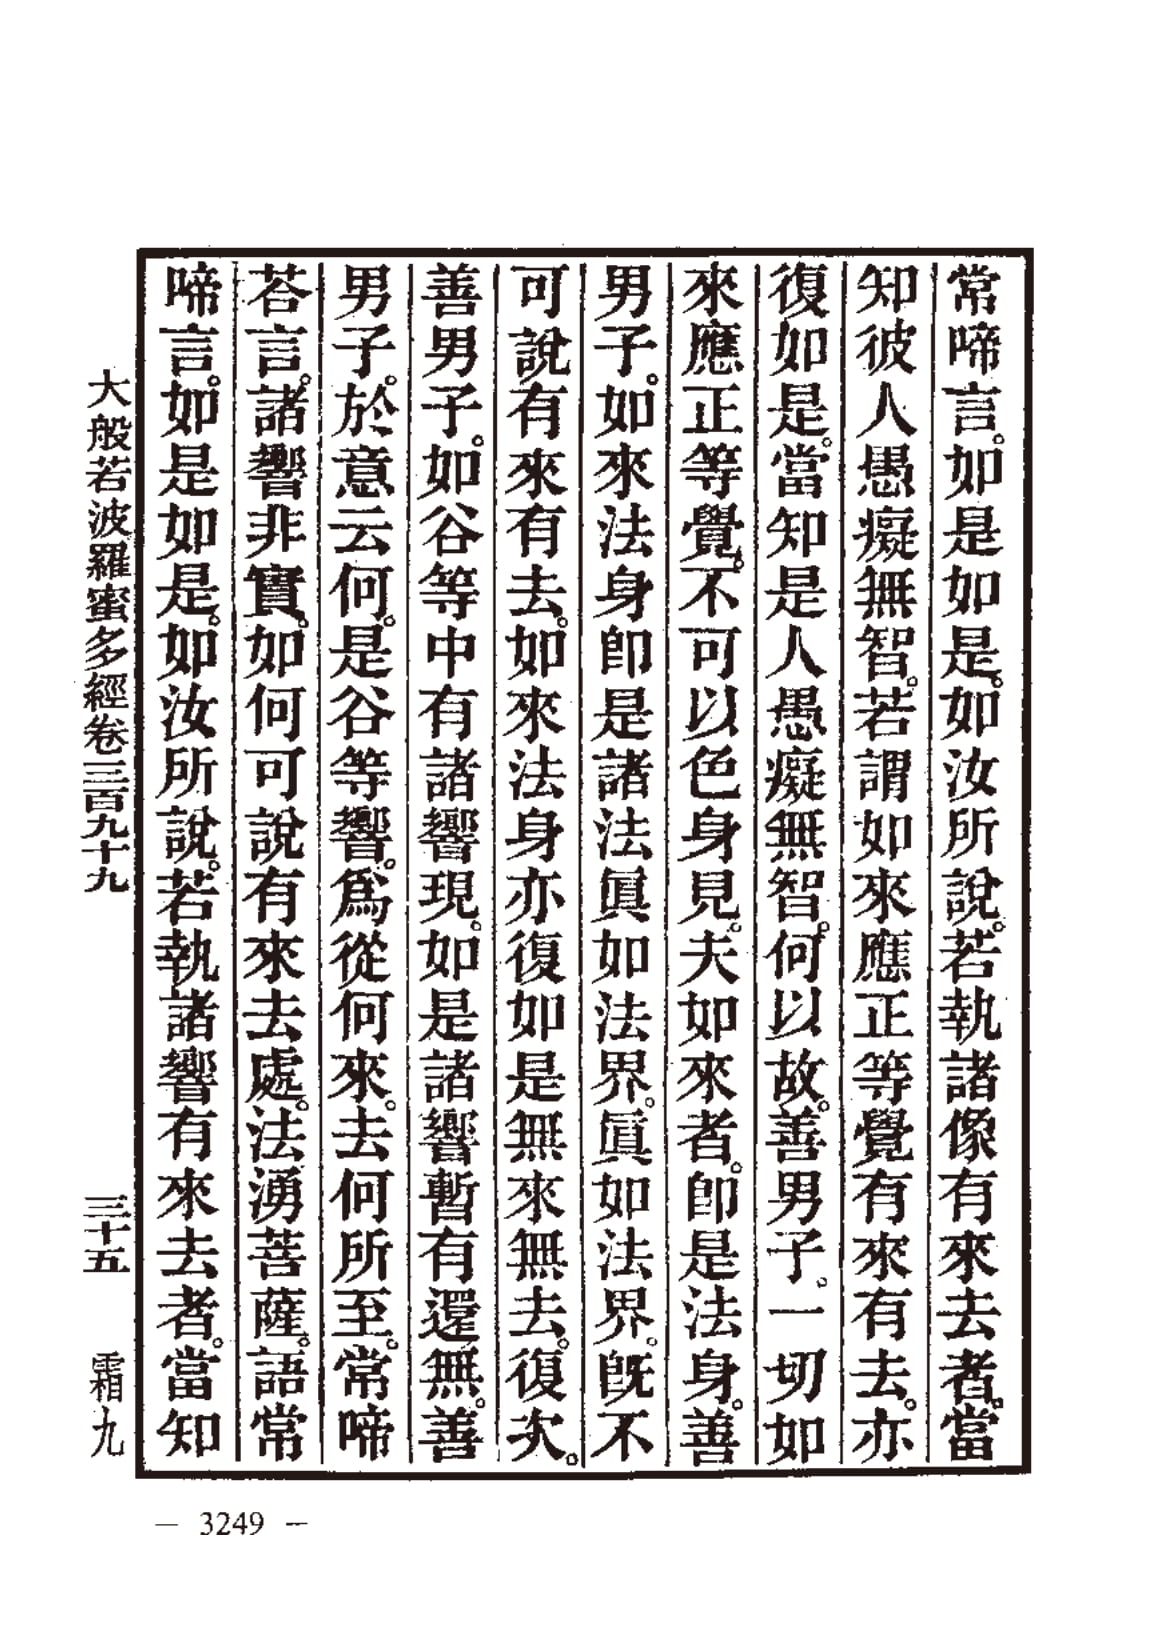 常啼言。如是如是。如汝所說。若執諸像有來去者。當
知彼人愚癡無智。若謂如來應正等覺有來有去。亦
復如是。當知是人愚癡無智。何以故。善男子。一切如
來應正等覺。不可以色身見。夫如來者。卽是法身。善
男子。如來法身卽是諸法眞如法界。眞如法界。旣不
可說有來有去。如來法身亦復如是無來無去。復次。
善男子。如谷等中有諸響現。如是諸響暫有還無。善
男子。於意云何。是谷等響。爲從何來。去何所至。常啼
荅言。諸響非實。如何可說有來去處。法湧菩薩。語常
啼言。如是如是。如汝所說。若執諸響有來去者。當知
大般若波羅蜜多經卷三百九十九 三十五 霜九
— 3249 —